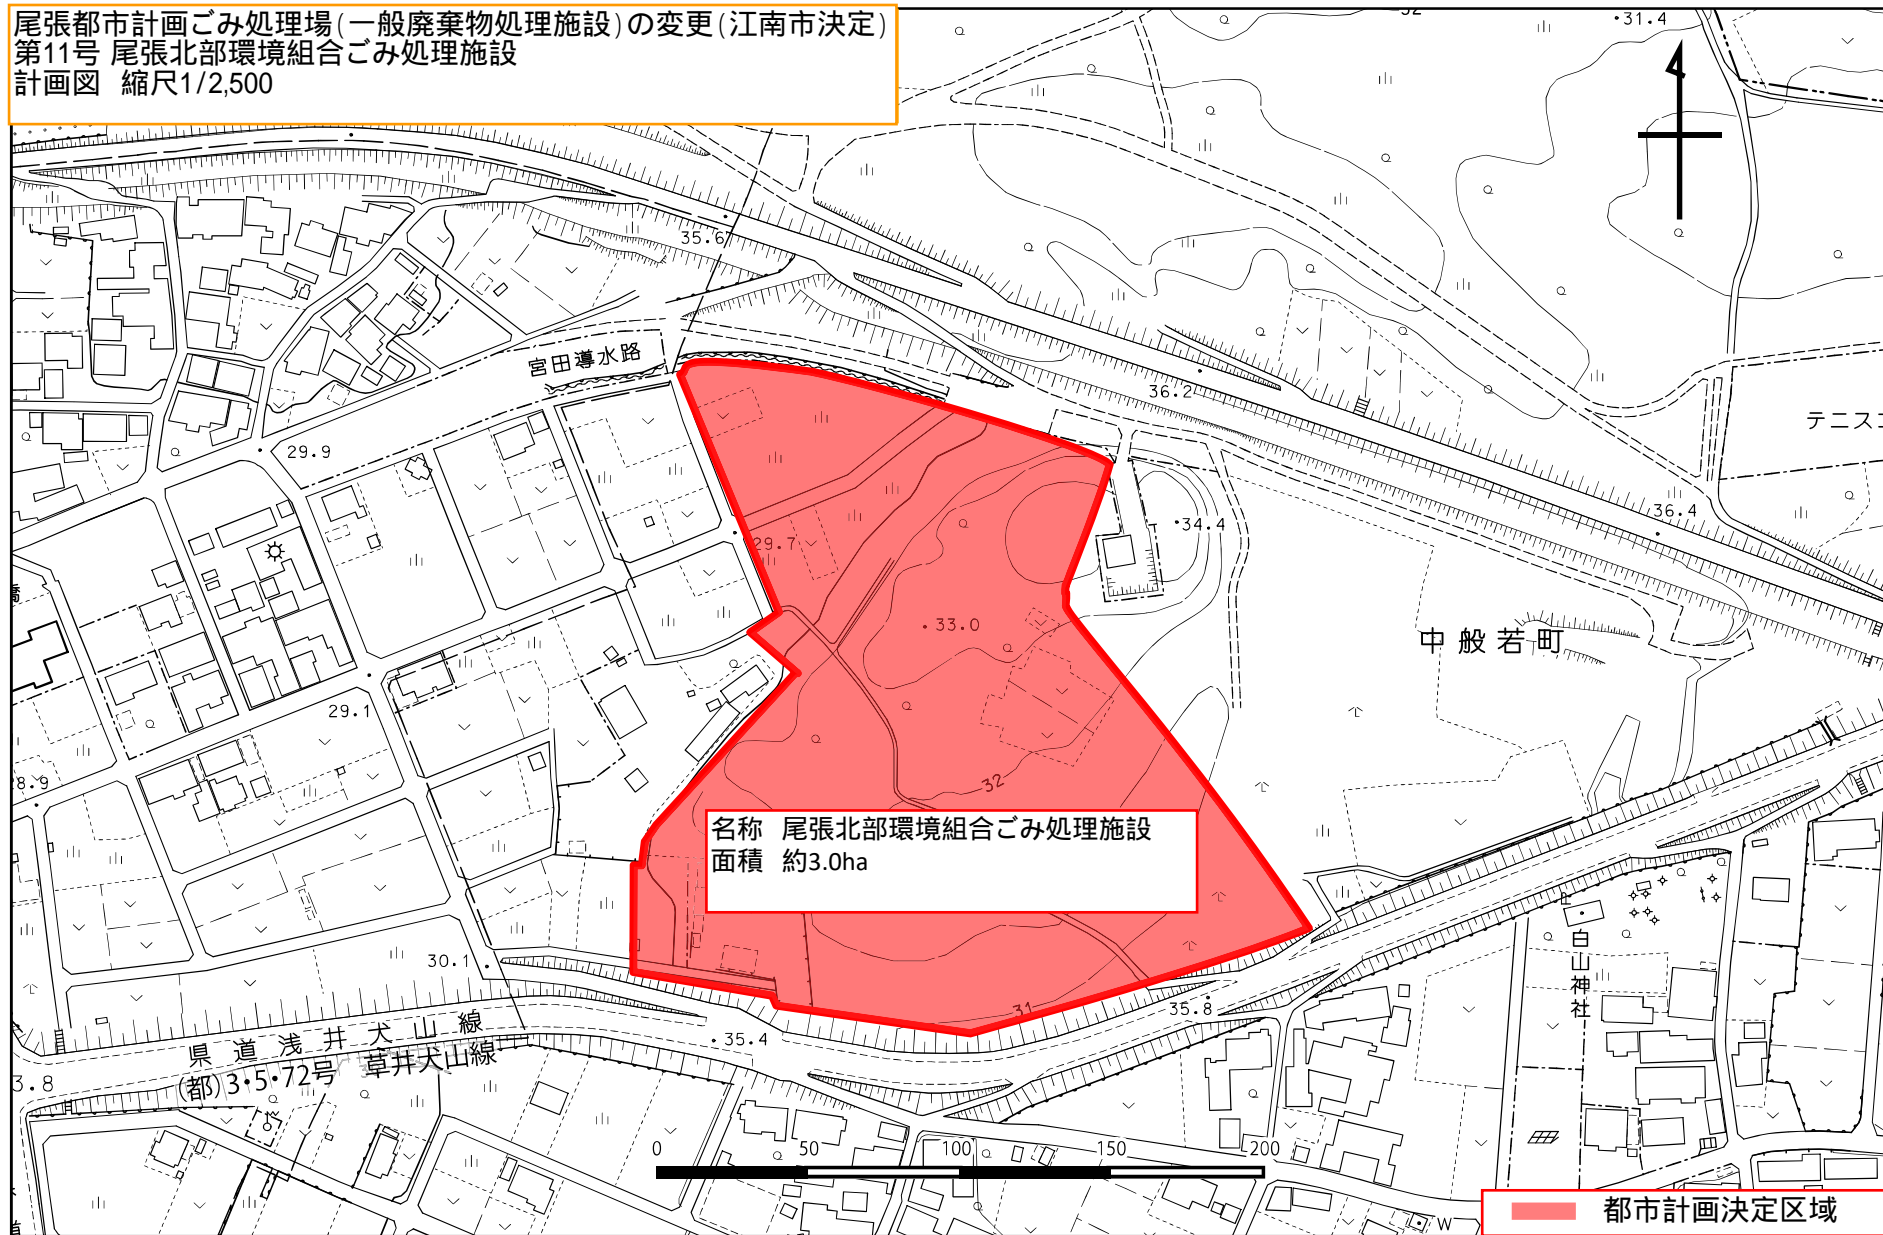 尾張都市計画ごみ処理場(一般廃棄物処理施設)の変更(江南市決定)
第11号 尾張北部環境組合ごみ処理施設
計画図 縮尺1/2,500
31.4
35.6
宮田導水路
36.2
テニスコ
29.9
36.4
34.4
29.7
33.0
中般若町
29.1
32
名称 尾張北部環境組合ごみ処理施設
面積 約3.0ha
白山神社
30.1
31
35.8
県道浅井犬山線
35.4
(都)3・5・72号 草井犬山線
3.8
0 50 100 150 200
都市計画決定区域
W